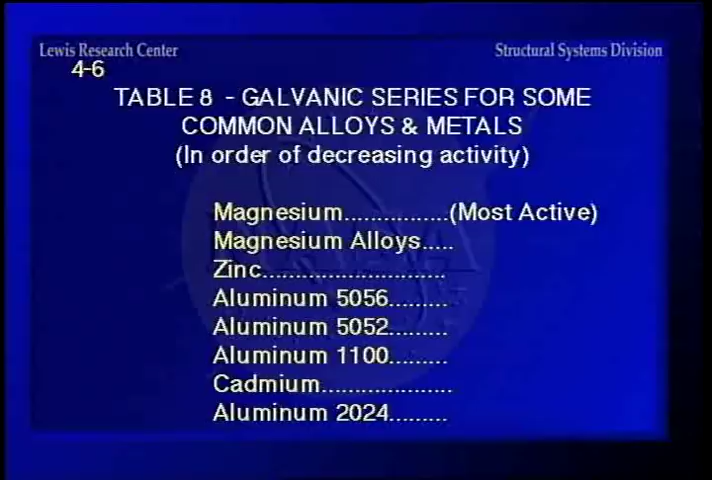 Lewis Research Center
Structural Systems Division
4-6
TABLE 8 - GALVANIC SERIES FOR SOME
COMMON ALLOYS & METALS
(In order of decreasing activity)
Magnesium................(Most Active)
Magnesium Alloys.....
Zinc............................
Aluminum 5056.........
Aluminum 5052.........
Aluminum 1100.........
Cadmium....................
Aluminum 2024.........